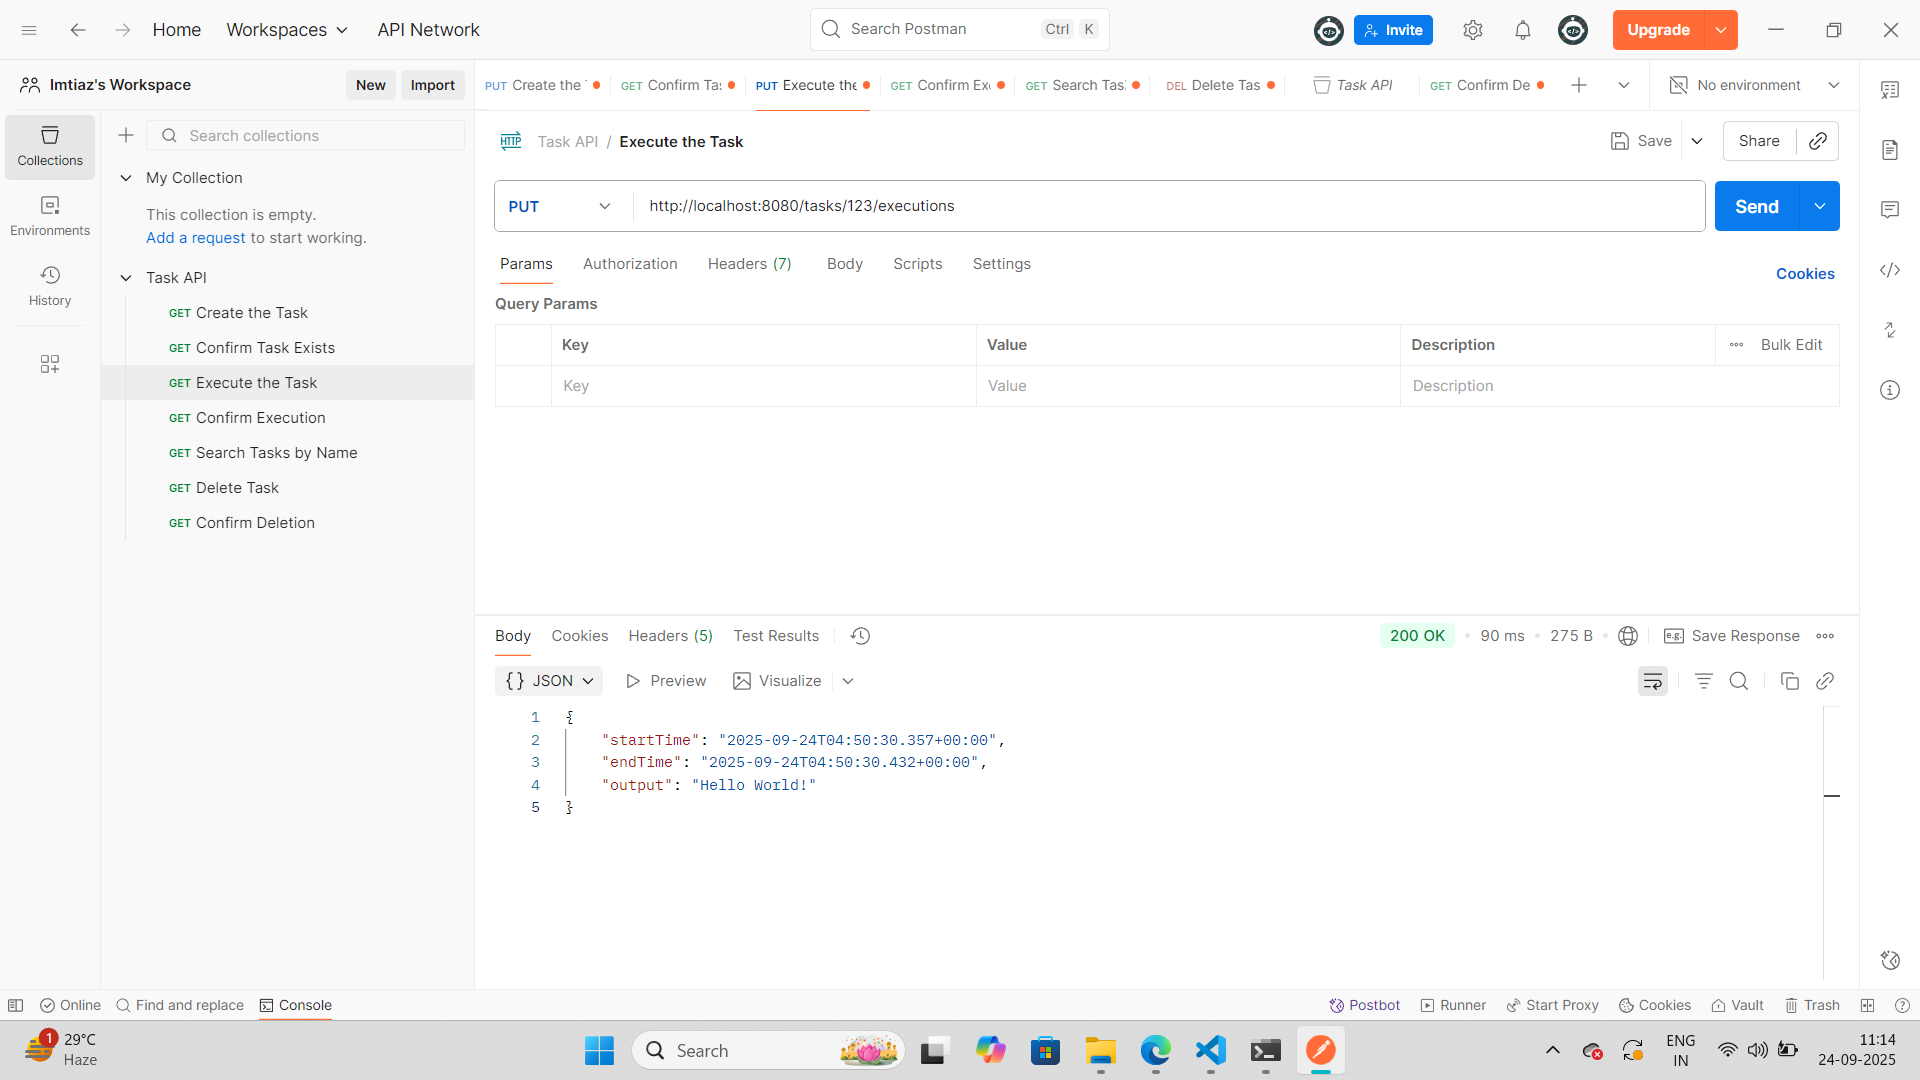 Home Workspaces API Network Search Postman Ctrl K Invite Upgrade
Imtiaz's Workspace New Import
PUT Create the GET Confirm Tas PUT Execute the GET Confirm Ex GET Search Tas DEL Delete Tas Task API GET Confirm De No environment
Collections
Environments
History
Search collections
My Collection
This collection is empty.
Add a request to start working.
Task API
GET Create the Task
GET Confirm Task Exists
GET Execute the Task
GET Confirm Execution
GET Search Tasks by Name
GET Delete Task
GET Confirm Deletion
HTTP Task API / Execute the Task Save Share
PUT http://localhost:8080/tasks/123/executions Send
Params Authorization Headers (7) Body Scripts Settings Cookies
Query Params
Key Value Description Bulk Edit
Key Value Description
Body Cookies Headers (5) Test Results 200 OK 90 ms 275 B e.g. Save Response
{} JSON Preview Visualize
1 {
2 "startTime": "2025-09-24T04:50:30.357+00:00",
3 "endTime": "2025-09-24T04:50:30.432+00:00",
4 "output": "Hello World!"
5 }
Online Find and replace Console Postbot Runner Start Proxy Cookies Vault Trash
1 29°C
Haze
Search
ENG
IN
11:14
24-09-2025